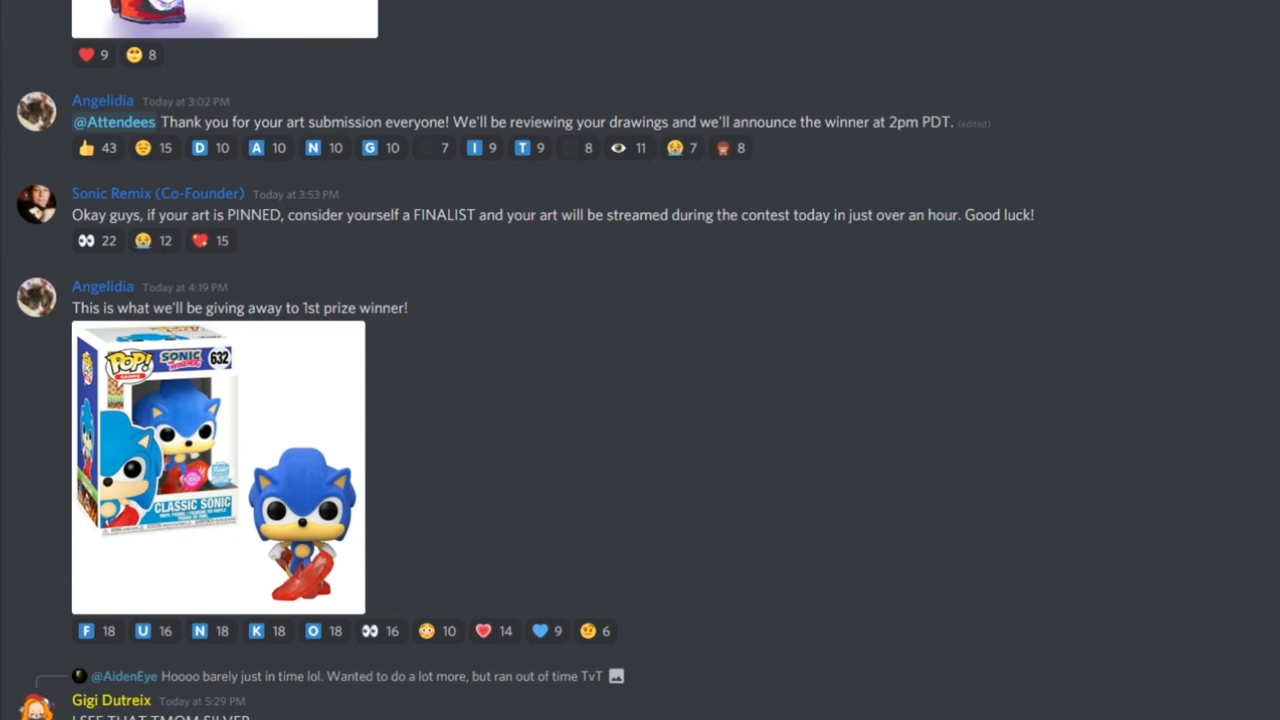 9 8
Angelidia Today at 3:02 PM
@Attendees Thank you for your art submission everyone! We'll be reviewing your drawings and we'll announce the winner at 2pm PDT. (edited)
43 15 D 10 A 10 N 10 G 10 7 I 9 T 9 8 11 7 8
Sonic Remix (Co-Founder) Today at 3:53 PM
Okay guys, if your art is PINNED, consider yourself a FINALIST and your art will be streamed during the contest today in just over an hour. Good luck!
22 12 15
Angelidia Today at 4:19 PM
This is what we'll be giving away to 1st prize winner!
POP! SONIC 632
GAMES
CLASSIC SONIC
F 18 U 16 N 18 K 18 O 18 16 10 14 9 6
@AidenEye Hoooo barely just in time lol. Wanted to do a lot more, but ran out of time TvT
Gigi Dutreix Today at 5:29 PM
I SEE THAT TMOM SILVER